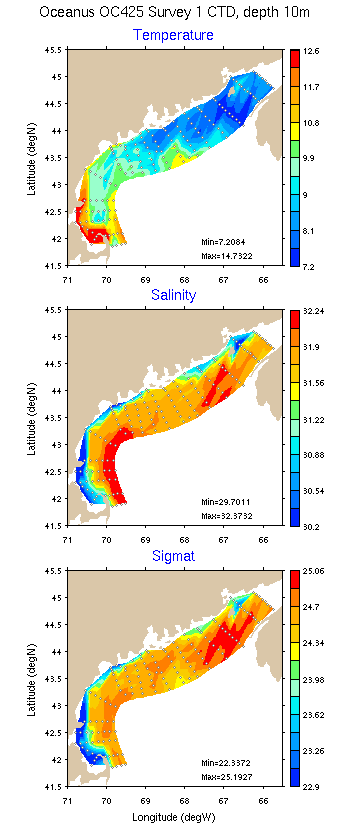 Oceanus OC425 Survey 1 CTD, depth 10m
Temperature
45.5
45
44.5
44
43.5
43
42.5
42
41.5
Latitude (degN)
71 70 69 68 67 66
Min=7.2084
Max=14.7322
12.6
11.7
10.8
9.9
9
8.1
7.2
Salinity
45.5
45
44.5
44
43.5
43
42.5
42
41.5
Latitude (degN)
71 70 69 68 67 66
Min=29.7011
Max=32.3732
32.24
31.9
31.56
31.22
30.88
30.54
30.2
Sigmat
45.5
45
44.5
44
43.5
43
42.5
42
41.5
Latitude (degN)
71 70 69 68 67 66
Longitude (degW)
Min=22.3372
Max=25.1927
25.06
24.7
24.34
23.98
23.62
23.26
22.9